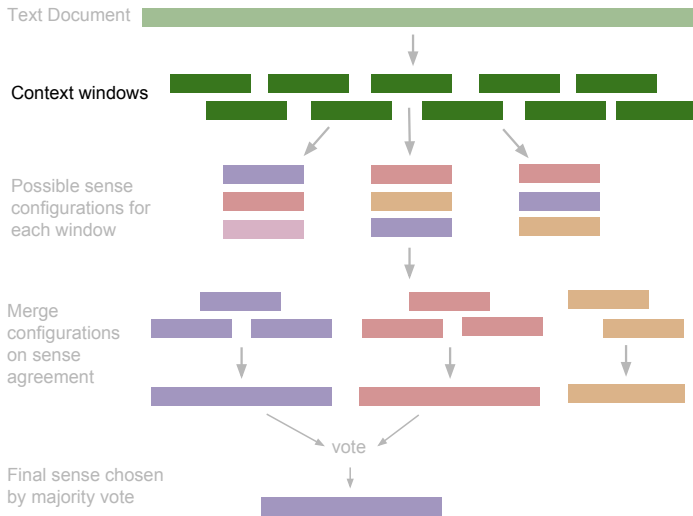 Text Document
Context windows
Possible sense
configurations for
each window
Merge
configurations
on sense
agreement
vote
Final sense chosen
by majority vote